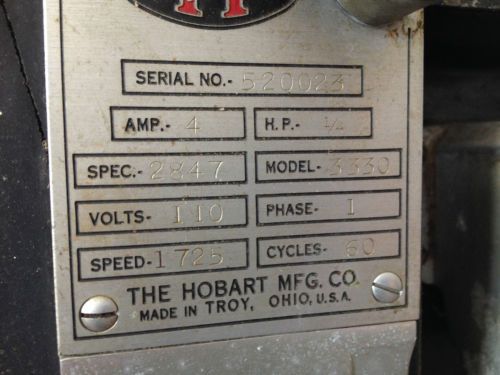 SERIAL NO.- 520023
AMP.- 4 H.P.- ¼
SPEC.- 2847 MODEL- 3330
VOLTS- 110 PHASE- 1
SPEED- 1725 CYCLES- 60
THE HOBART MFG. CO.
MADE IN TROY, OHIO, U.S.A.